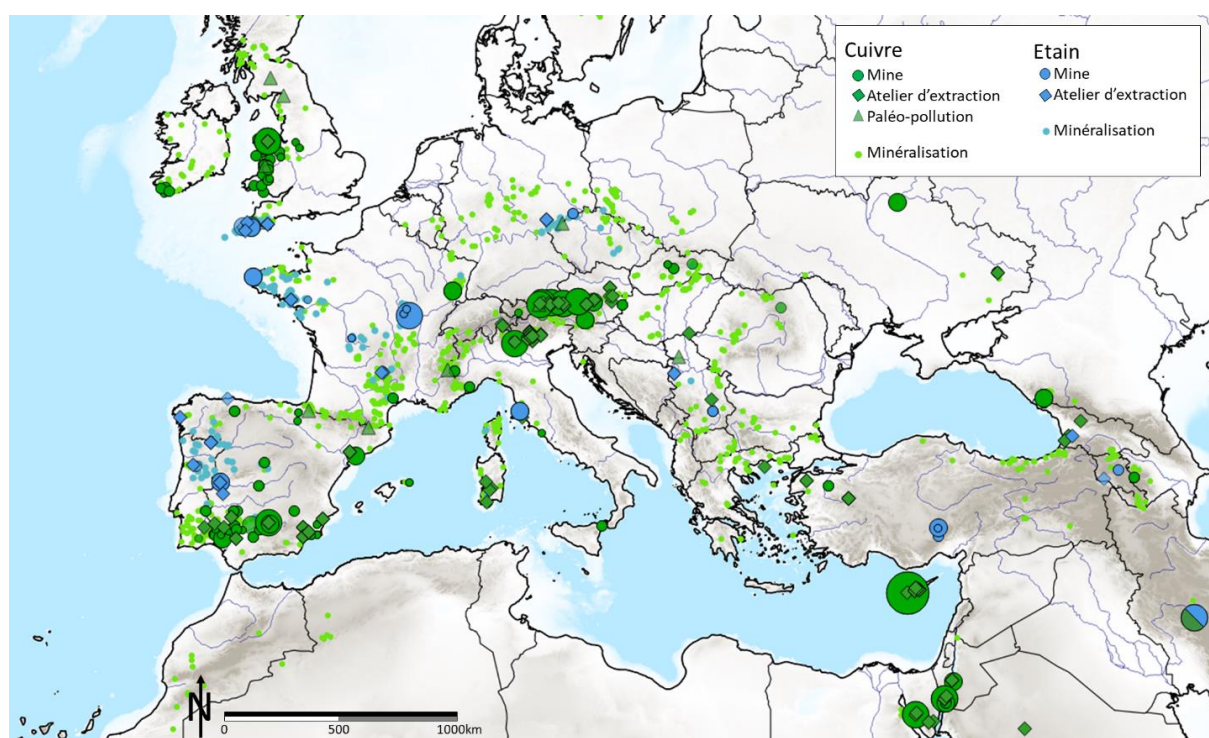 Cuivre
Mine
Atelier d'extraction
Paléo-pollution
Minéralisation
Etain
Mine
Atelier d'extraction
Minéralisation
N
0 500 1000km